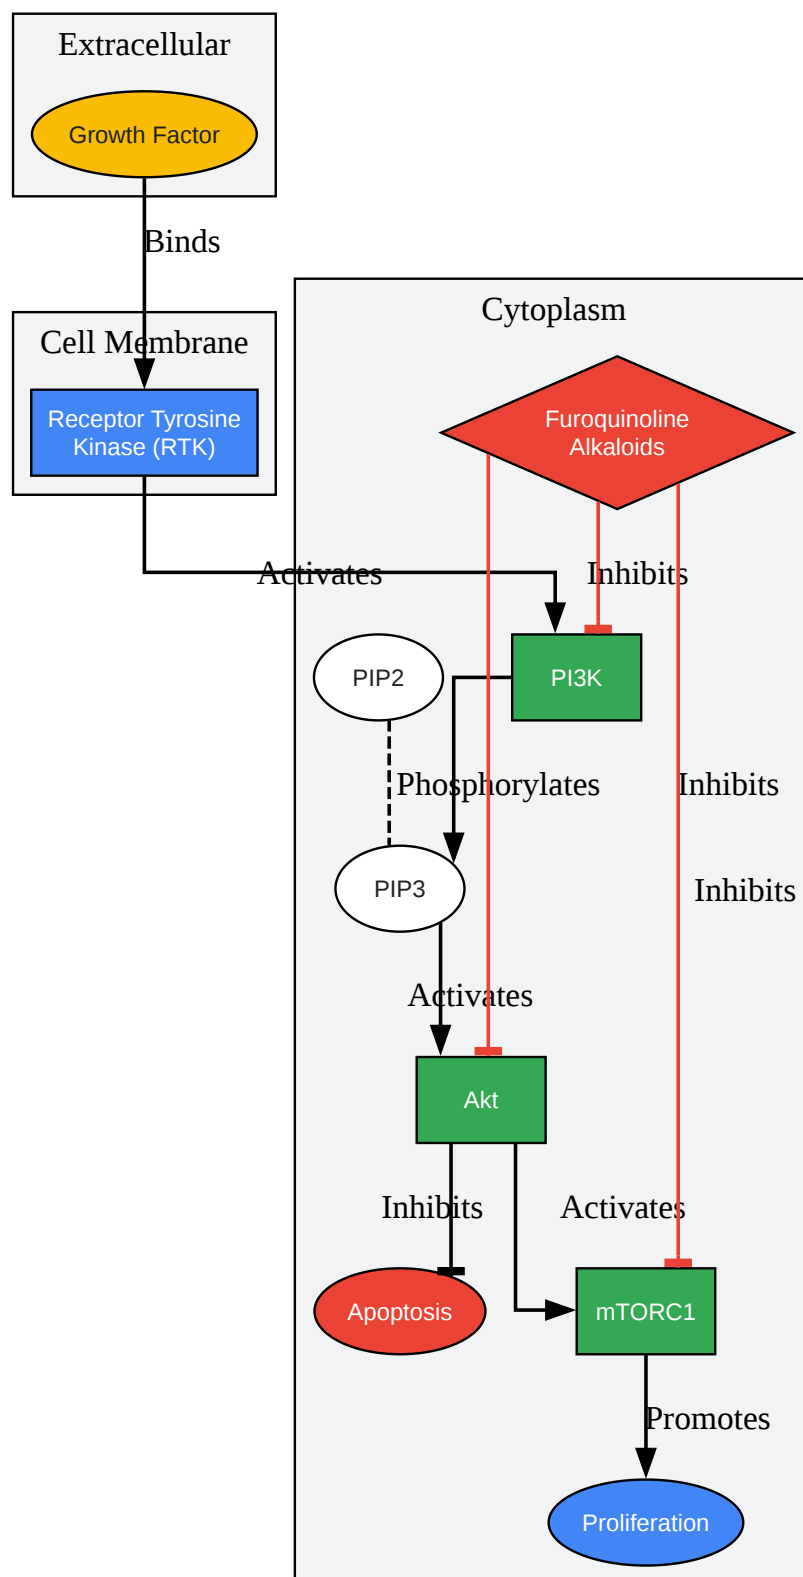 Extracellular
Growth Factor
Binds
Cytoplasm
Cell Membrane
Receptor Tyrosine
Kinase (RTK)
Furoquinoline
Alkaloids
Activates
Inhibits
PIP2
PI3K
Phosphorylates
Inhibits
PIP3
Inhibits
Activates
Akt
Inhibits
Activates
Apoptosis
mTORC1
Promotes
Proliferation